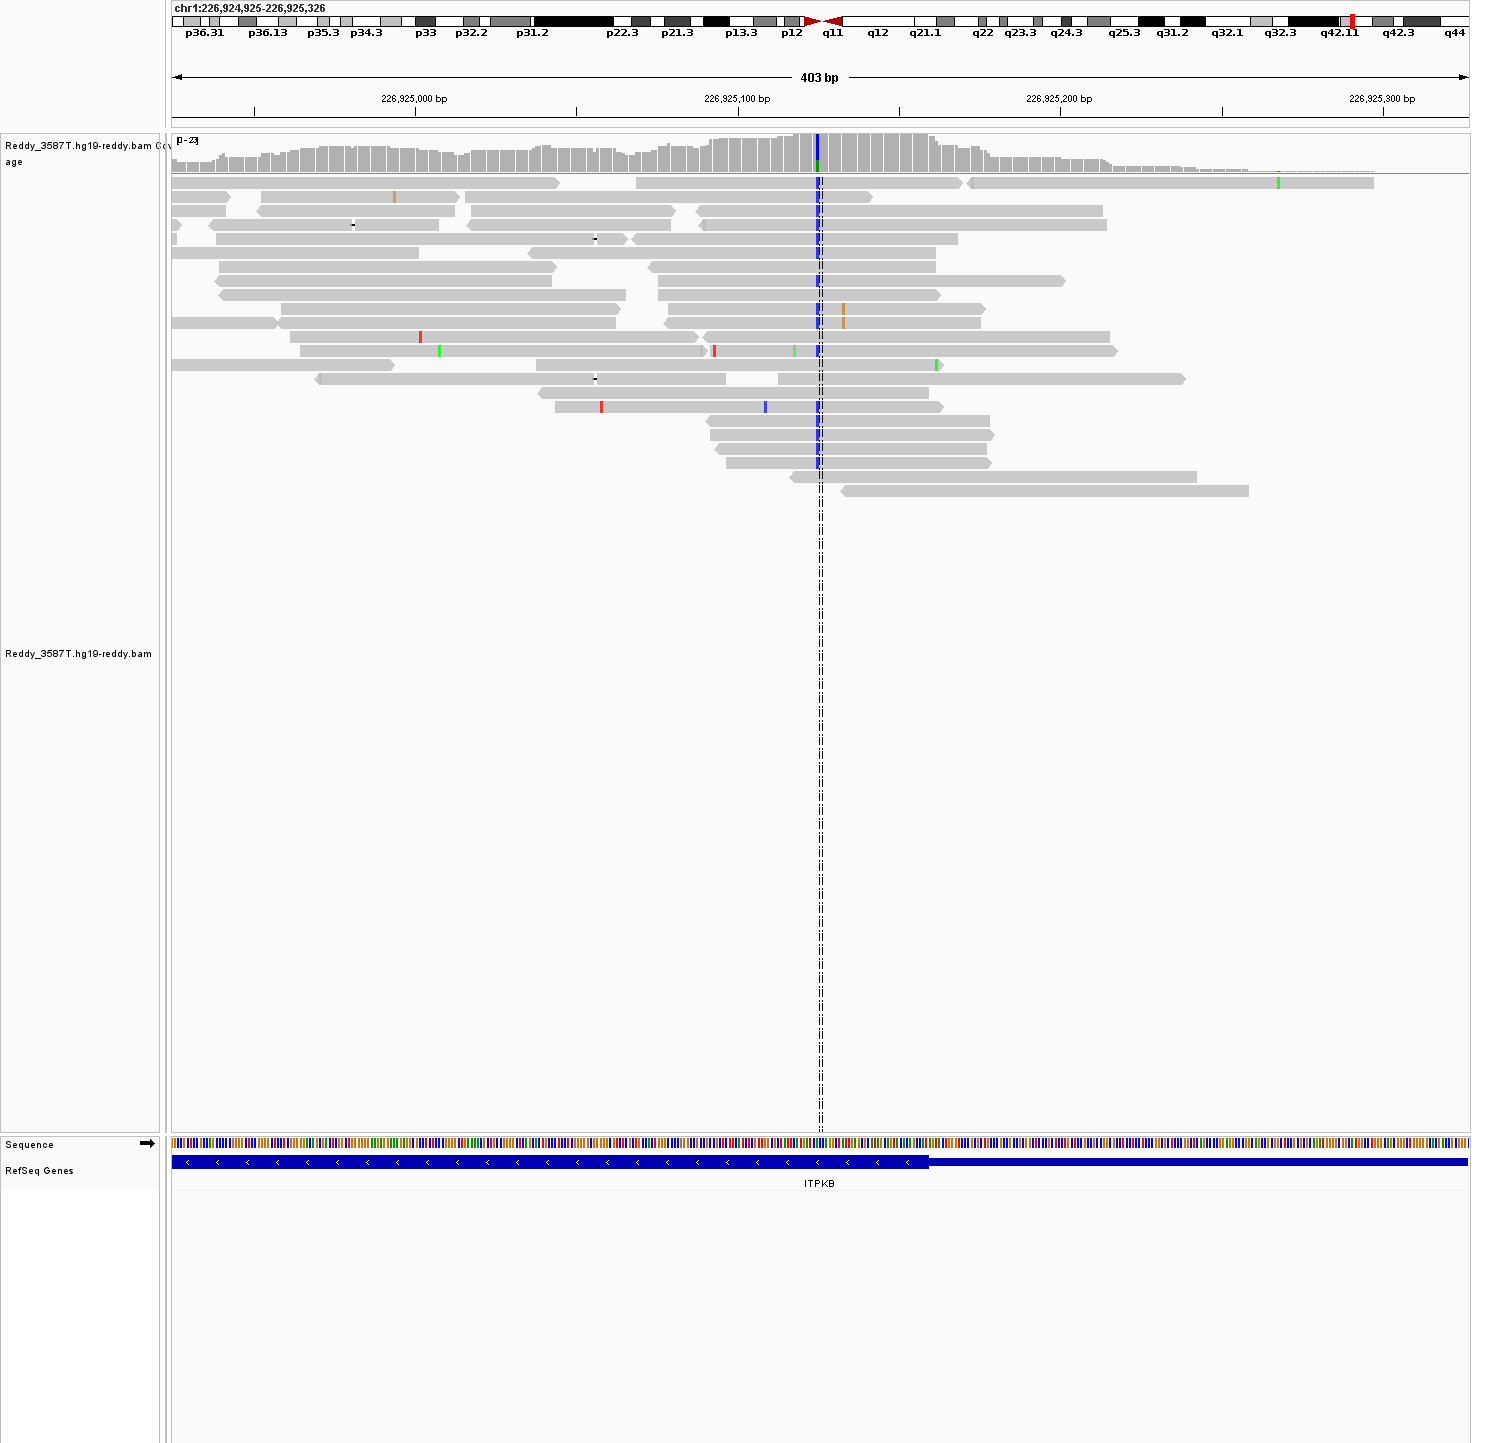 chr1:226,924,925-226,925,326
p36.31 p36.13 p35.3 p34.3 p33 p32.2 p31.2 p22.3 p21.3 p13.3 p12 q11 q12 q21.1 q22 q23.3 q24.3 q25.3 q31.2 q32.1 q32.3 q42.11 q42.3 q44
403 bp
226,925,000 bp 226,925,100 bp 226,925,200 bp 226,925,300 bp
[0 - 23]
Reddy_3587T.hg19-reddy.bam Cov
age
Reddy_3587T.hg19-reddy.bam
Sequence
RefSeq Genes
ITPKB